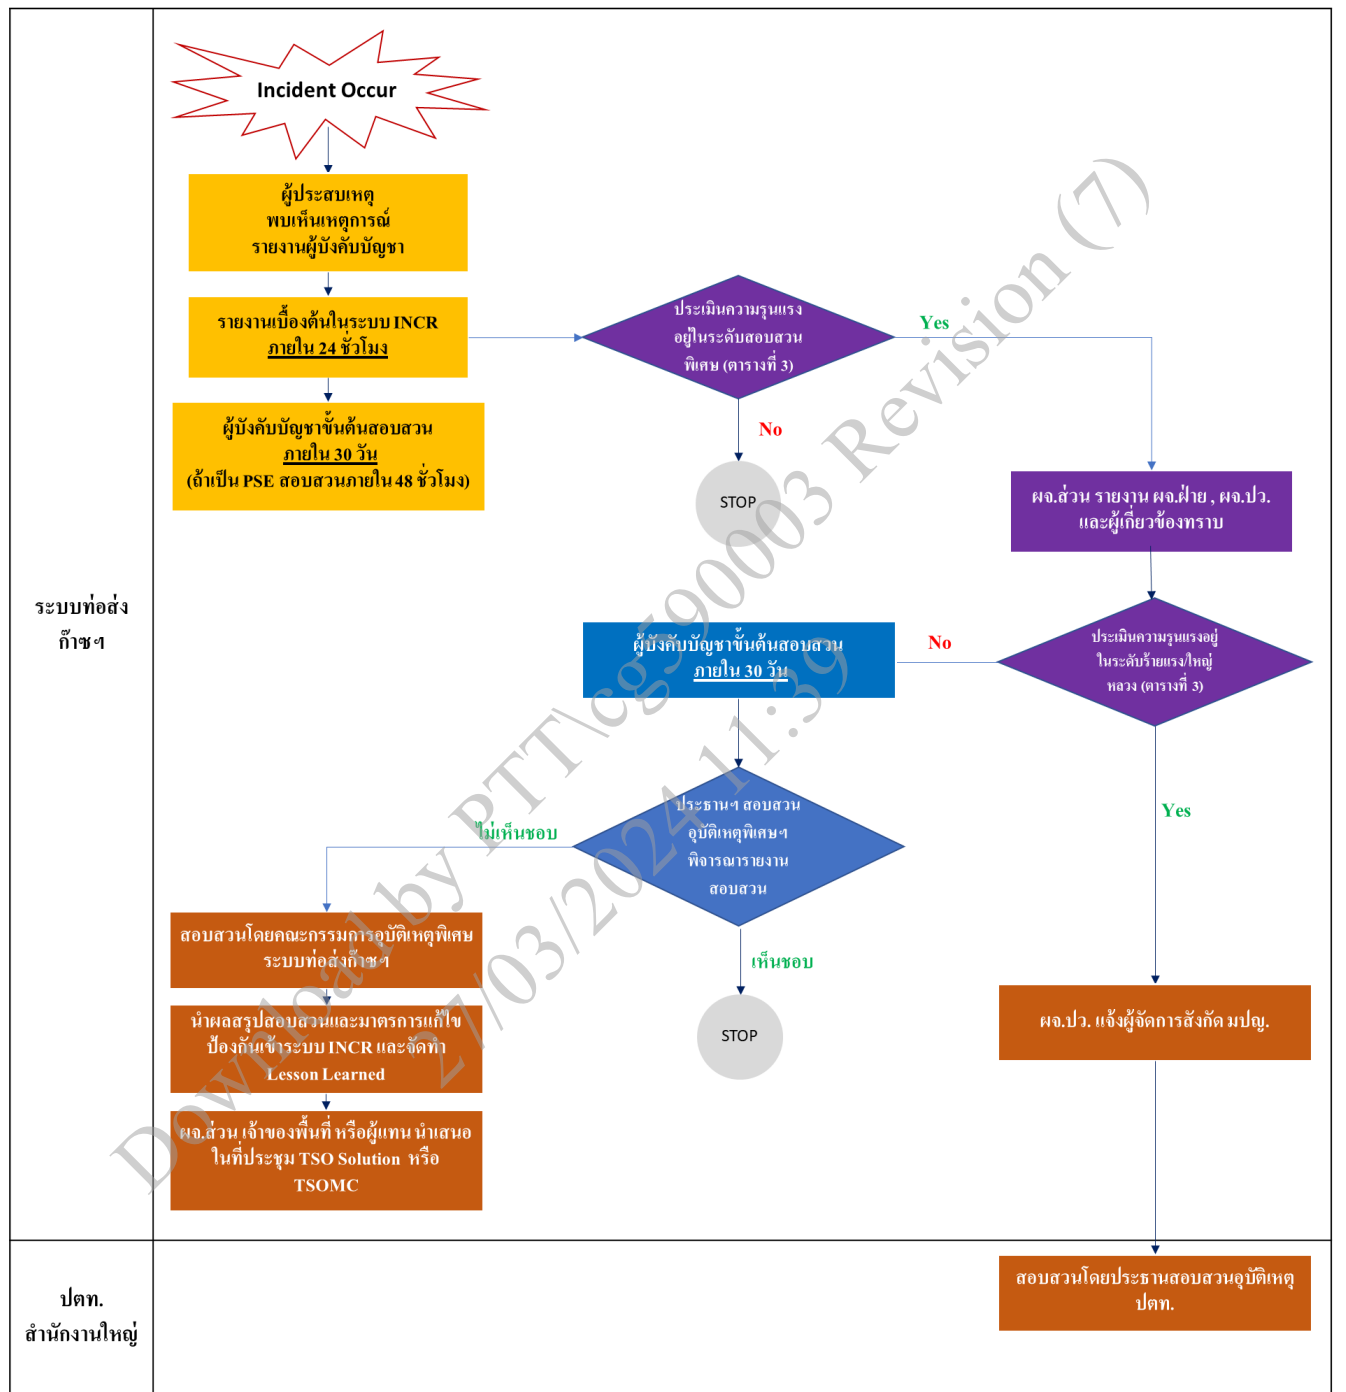 Incident Occur
ผู้ประสบเหตุ
พบเห็นเหตุการณ์
รายงานผู้บังคับบัญชา
รายงานเบื้องต้นในระบบ INCR
ภายใน 24 ชั่วโมง
ผู้บังคับบัญชาขั้นต้นสอบสวน
ภายใน 30 วัน
(ถ้าเป็น PSE สอบสวนภายใน 48 ชั่วโมง)
ประเมินความรุนแรง
อยู่ในระดับสอบสวน
พิเศษ (ตารางที่ 3)
Yes
No
STOP
ผจ.ส่วน รายงาน ผจ.ฝ่าย , ผจ.ปว.
และผู้เกี่ยวข้องทราบ
ระบบท่อส่ง
ก๊าซฯ
ประเมินความรุนแรงอยู่
ในระดับร้ายแรง/ใหญ่
หลวง (ตารางที่ 3)
No
ผู้บังคับบัญชาขั้นต้นสอบสวน
ภายใน 30 วัน
Yes
ประธานฯ สอบสวน
อุบัติเหตุพิเศษฯ
พิจารณารายงาน
สอบสวน
ไม่เห็นชอบ
เห็นชอบ
STOP
สอบสวนโดยคณะกรรมการอุบัติเหตุพิเศษ
ระบบท่อส่งก๊าซฯ
นำผลสรุปสอบสวนและมาตรการแก้ไข
ป้องกันเข้าระบบ INCR และจัดทำ
Lesson Learned
ผจ.ส่วน เจ้าของพื้นที่ หรือผู้แทน นำเสนอ
ในที่ประชุม TSO Solution หรือ
TSOMC
ผจ.ปว. แจ้งผู้จัดการสังกัด มปญ.
ปตท.
สำนักงานใหญ่
สอบสวนโดยประธานสอบสวนอุบัติเหตุ
ปตท.
Download by PTT\cg590003 Revision (7)
27/03/2024 11:39